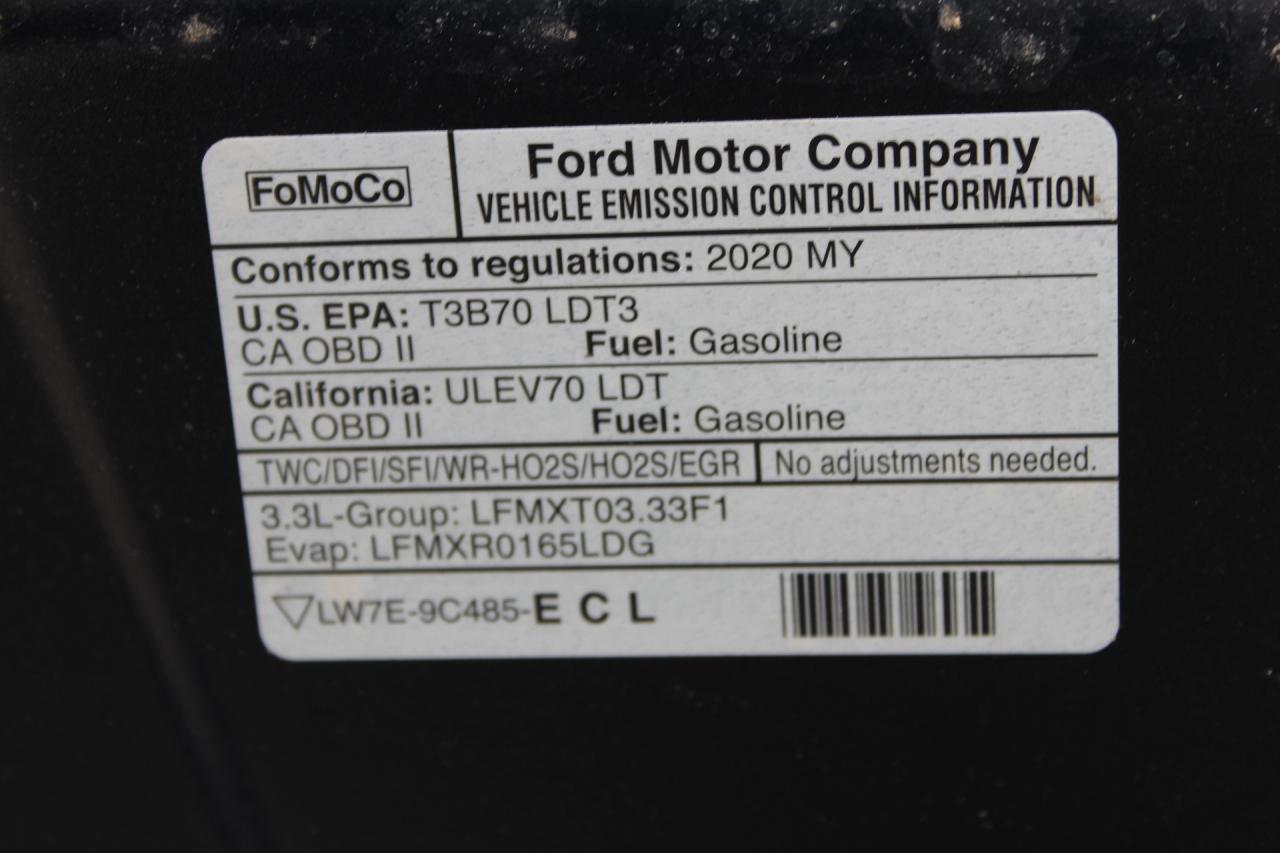 FoMoCo
Ford Motor Company
VEHICLE EMISSION CONTROL INFORMATION
Conforms to regulations: 2020 MY
U.S. EPA: T3B70 LDT3
CA OBD II Fuel: Gasoline
California: ULEV70 LDT
CA OBD II Fuel: Gasoline
TWC/DFI/SFI/WR-HO2S/HO2S/EGR No adjustments needed.
3.3L-Group: LFMXT03.33F1
Evap: LFMXR0165LDG
LW7E-9C485-E C L